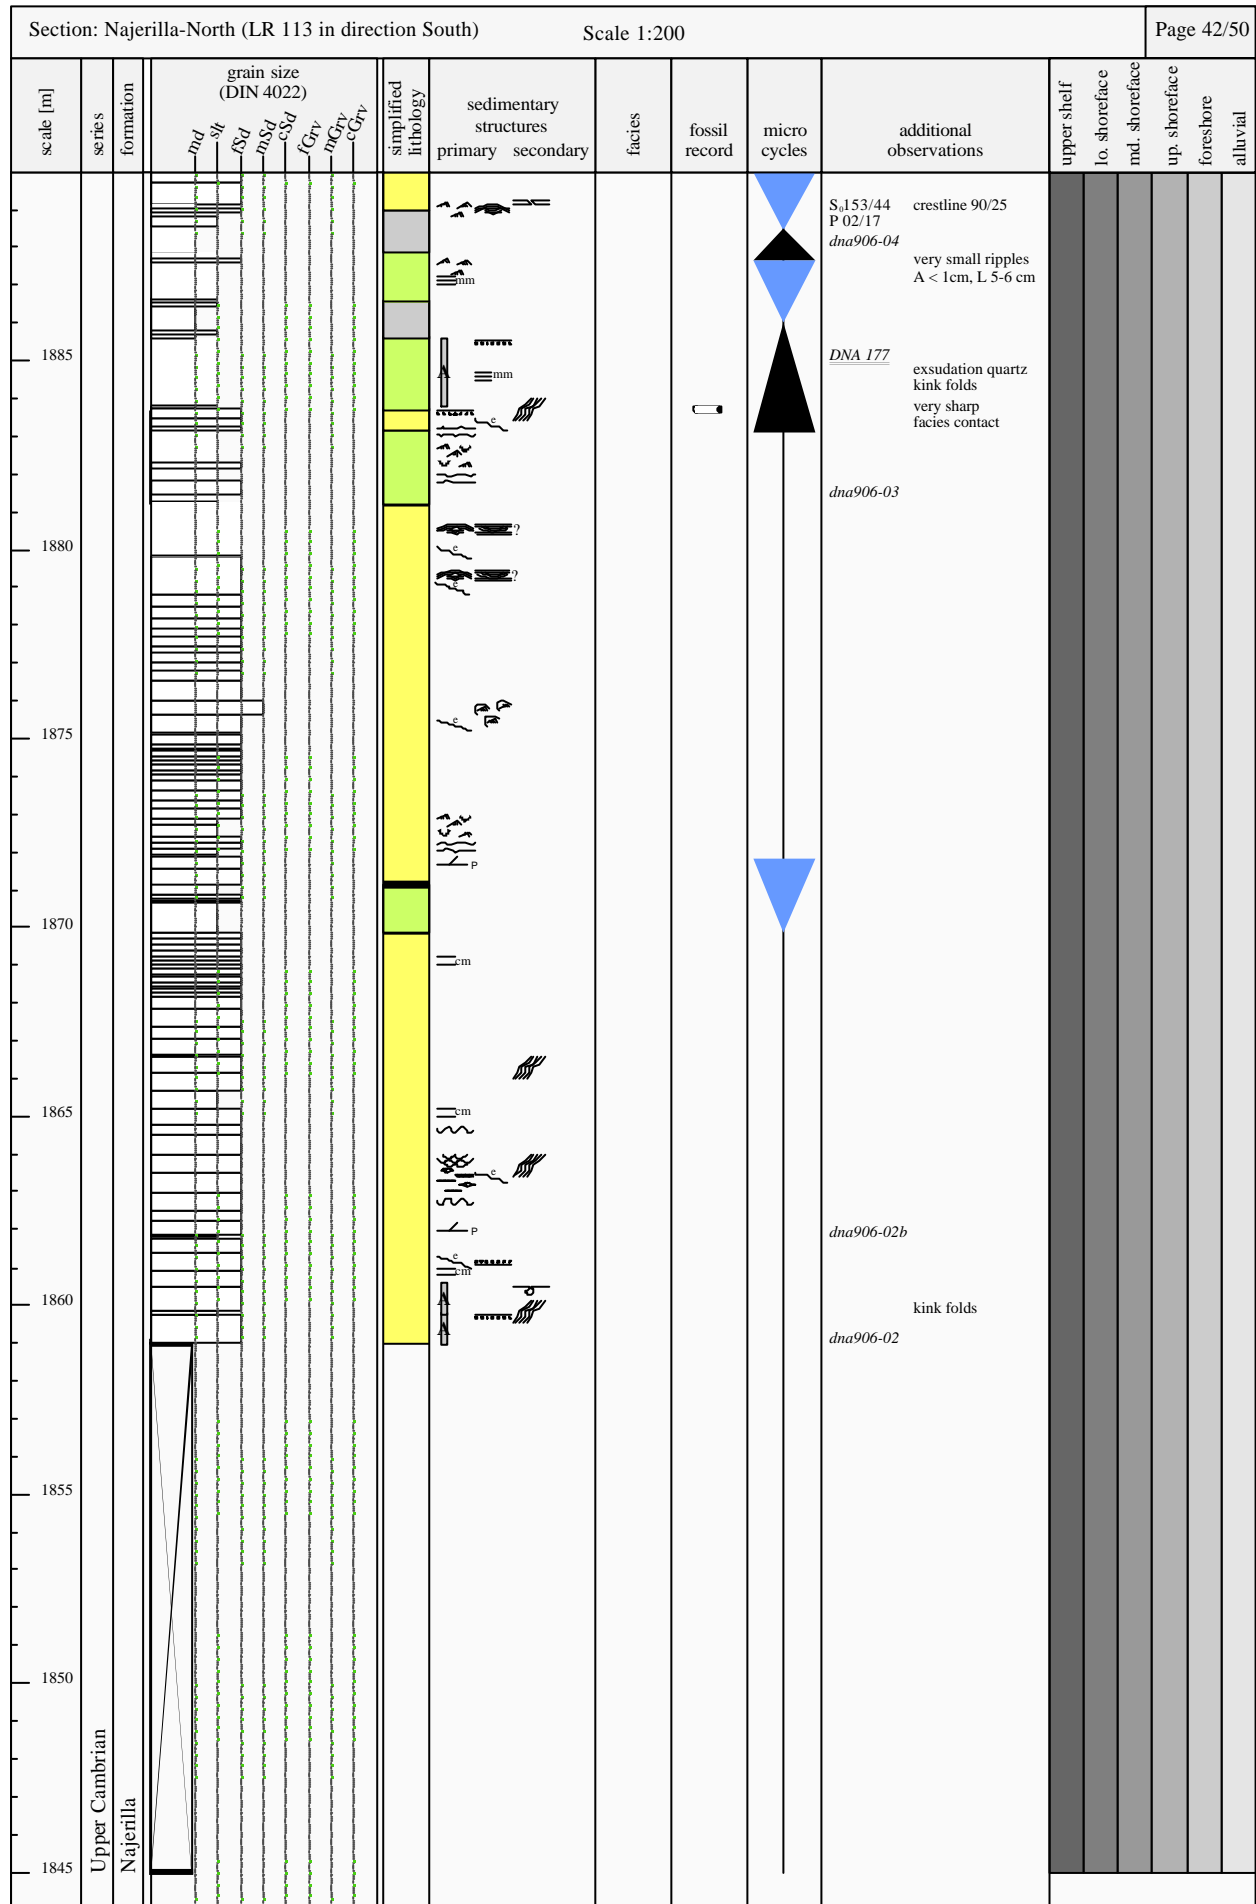 Section: Najerilla-North (LR 113 in direction South)
Scale 1:200
Page 42/50
scale [m]
series
formation
grain size
(DIN 4022)
md
slt
fSd
mSd
cSd
fGrv
mGrv
cGrv
simplified
lithology
sedimentary
structures
primary
secondary
facies
fossil
record
micro
cycles
additional
observations
upper shelf
lo. shoreface
md. shoreface
up. shoreface
foreshore
alluvial
S₀153/44
crestline 90/25
P 02/17
dna906-04
very small ripples
A < 1cm, L 5-6 cm
mm
1885
DNA 177
A
mm
exsudation quartz
kink folds
very sharp
facies contact
e
dna906-03
1880
?
e
?
e
1875
e
P
1870
cm
1865
cm
e
P
dna906-02b
e
cm
1860
A
kink folds
A
dna906-02
1855
1850
1845
Upper Cambrian
Najerilla